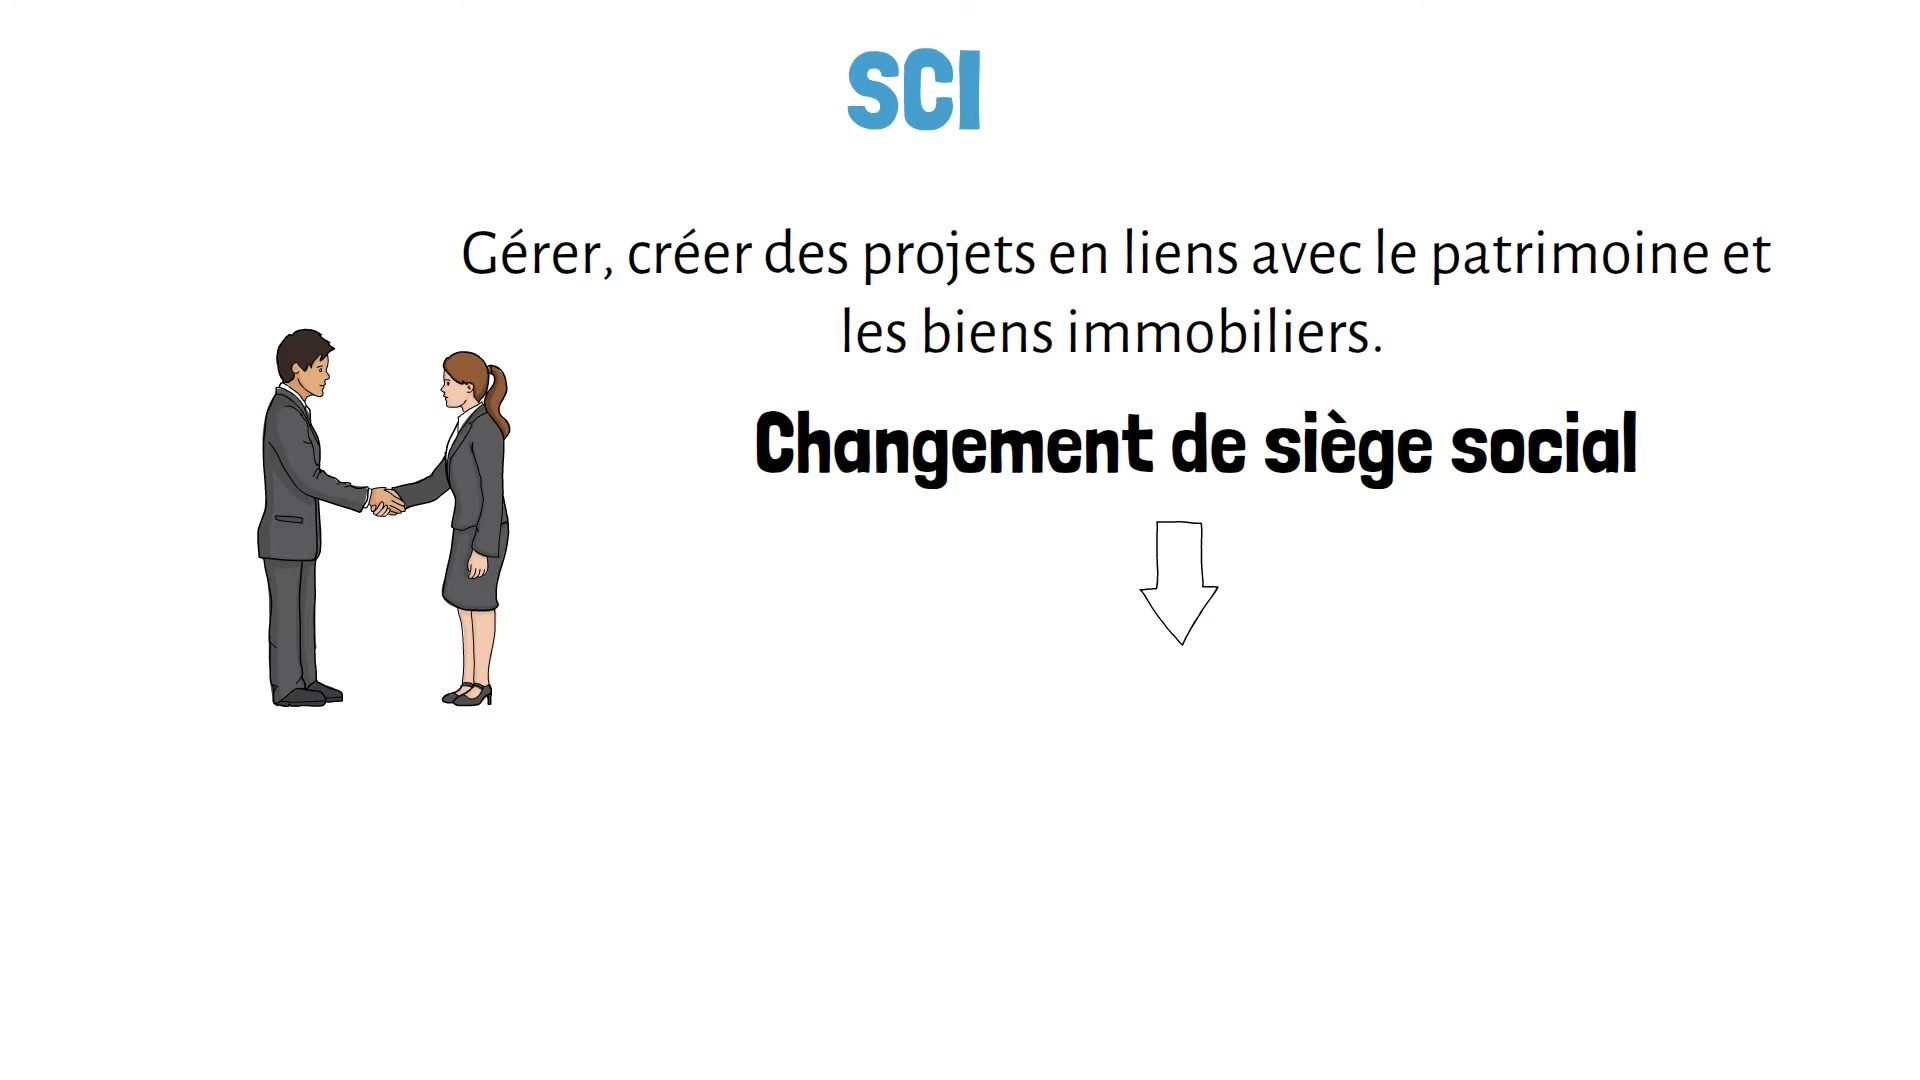 SCI
Gérer, créer des projets en liens avec le patrimoine et
les biens immobiliers.
Changement de siège social